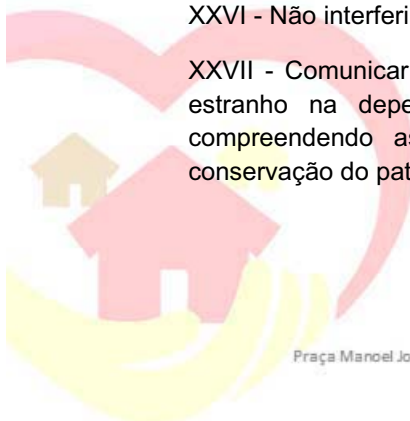 XXVI - Não interferi
XXVII - Comunicar
estranho na depe
compreendendo as
conservação do pat
Praça Manoel Jo